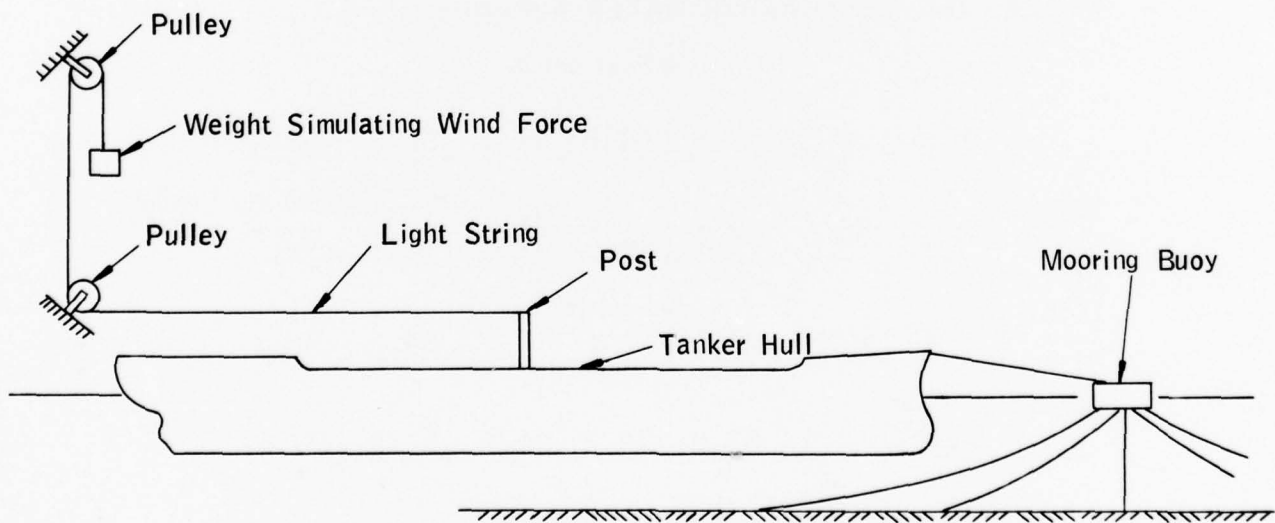 Pulley
Weight Simulating Wind Force
Pulley
Light String
Post
Mooring Buoy
Tanker Hull